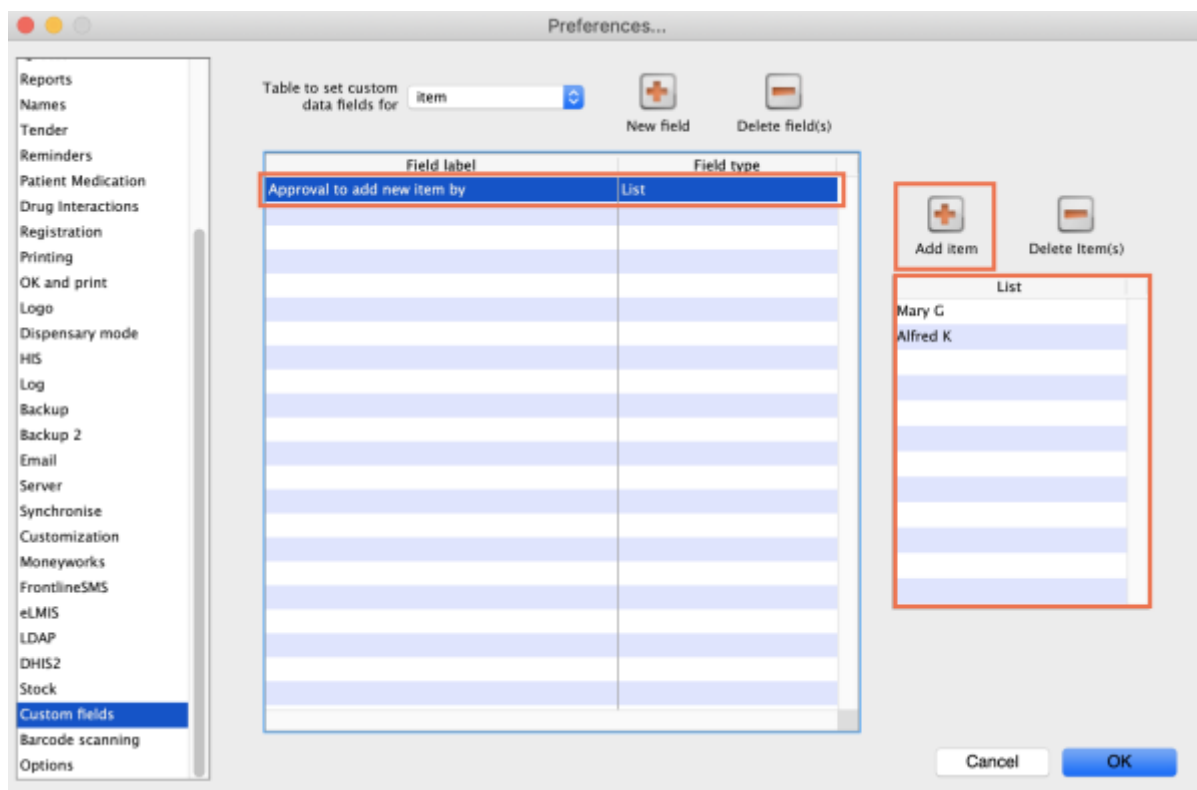 Preferences...
Reports
Names
Tender
Reminders
Patient Medication
Drug Interactions
Registration
Printing
OK and print
Logo
Dispensary mode
HIS
Log
Backup
Backup 2
Email
Server
Synchronise
Customization
Moneyworks
FrontlineSMS
eLMIS
LDAP
DHIS2
Stock
Custom fields
Barcode scanning
Options
Table to set custom
data fields for
item
New field
Delete field(s)
Field label
Field type
Approval to add new item by
List
Add item
Delete Item(s)
List
Mary G
Alfred K
Cancel
OK